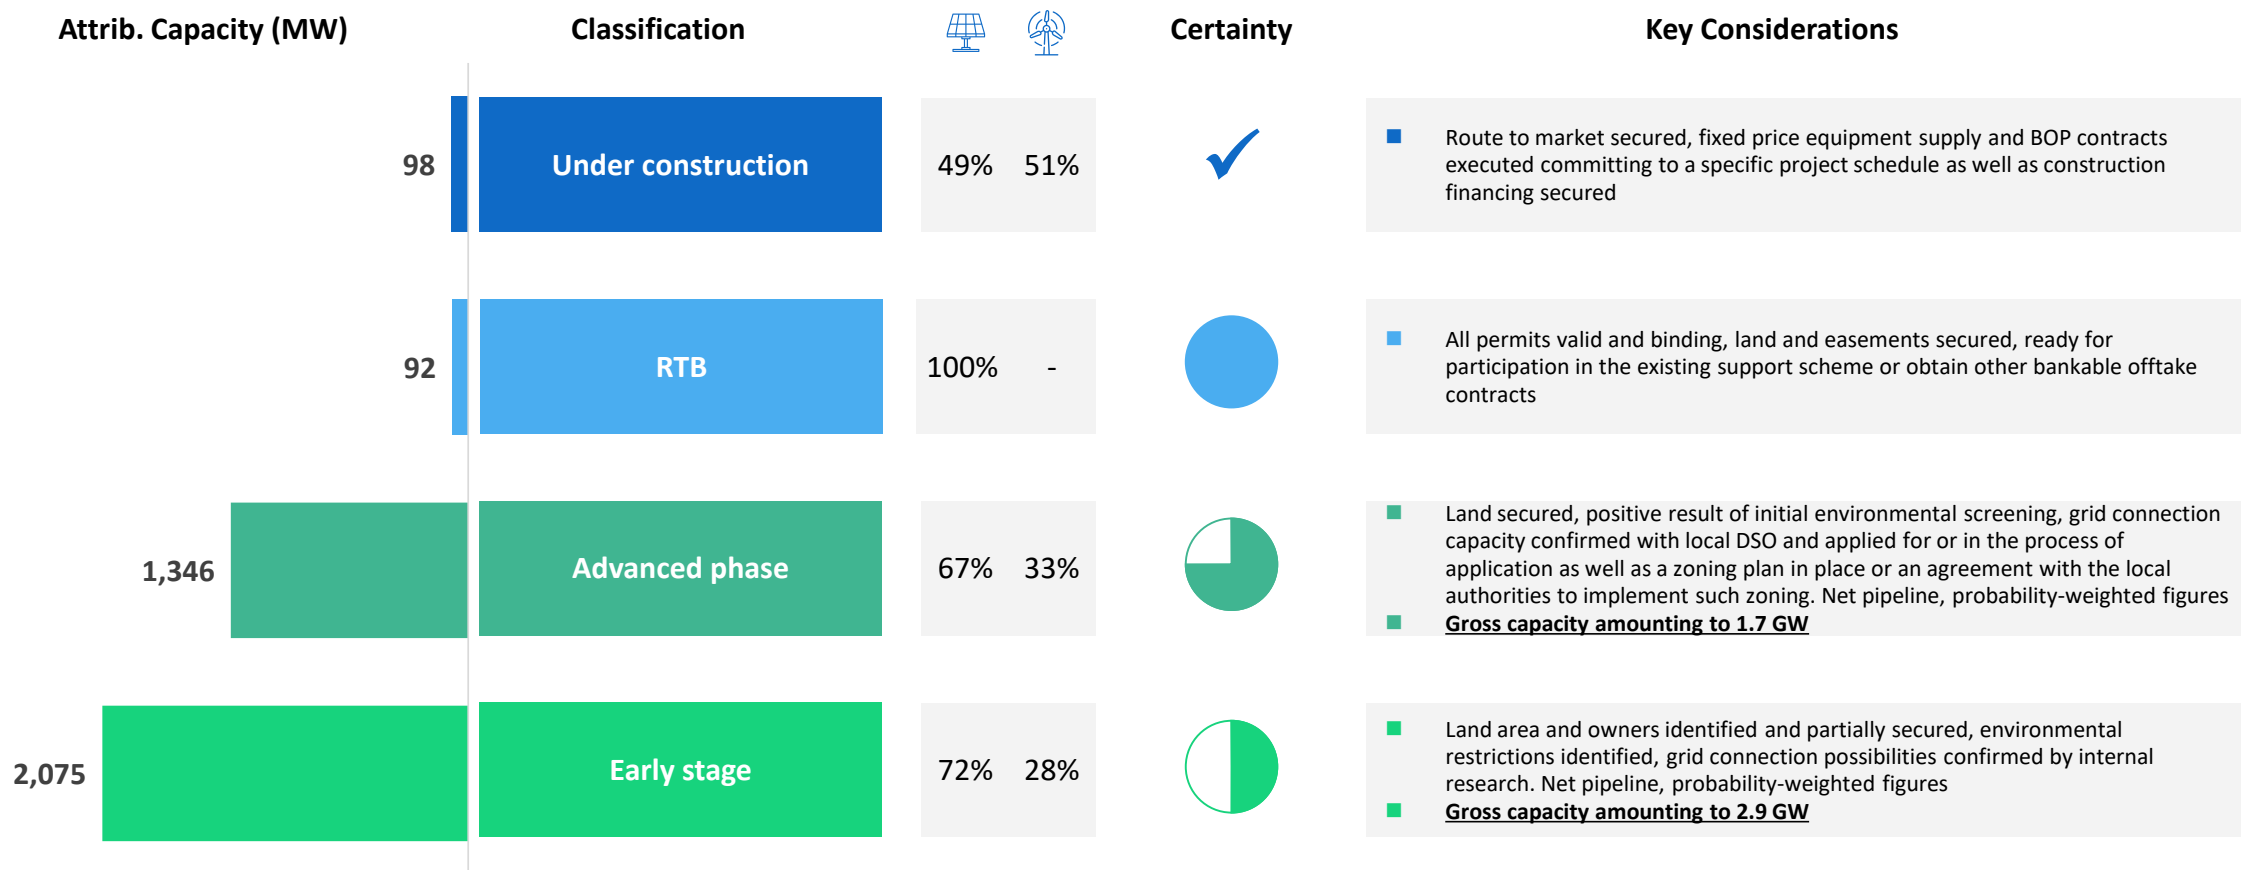 Attrib. Capacity (MW) Classification Certainty Key Considerations
98 Under construction 49% 51%
Route to market secured, fixed price equipment supply and BOP contracts
executed committing to a specific project schedule as well as construction
financing secured
92 RTB 100% -
All permits valid and binding, land and easements secured, ready for
participation in the existing support scheme or obtain other bankable offtake
contracts
1,346 Advanced phase 67% 33%
Land secured, positive result of initial environmental screening, grid connection
capacity confirmed with local DSO and applied for or in the process of
application as well as a zoning plan in place or an agreement with the local
authorities to implement such zoning. Net pipeline, probability-weighted figures
Gross capacity amounting to 1.7 GW
2,075 Early stage 72% 28%
Land area and owners identified and partially secured, environmental
restrictions identified, grid connection possibilities confirmed by internal
research. Net pipeline, probability-weighted figures
Gross capacity amounting to 2.9 GW